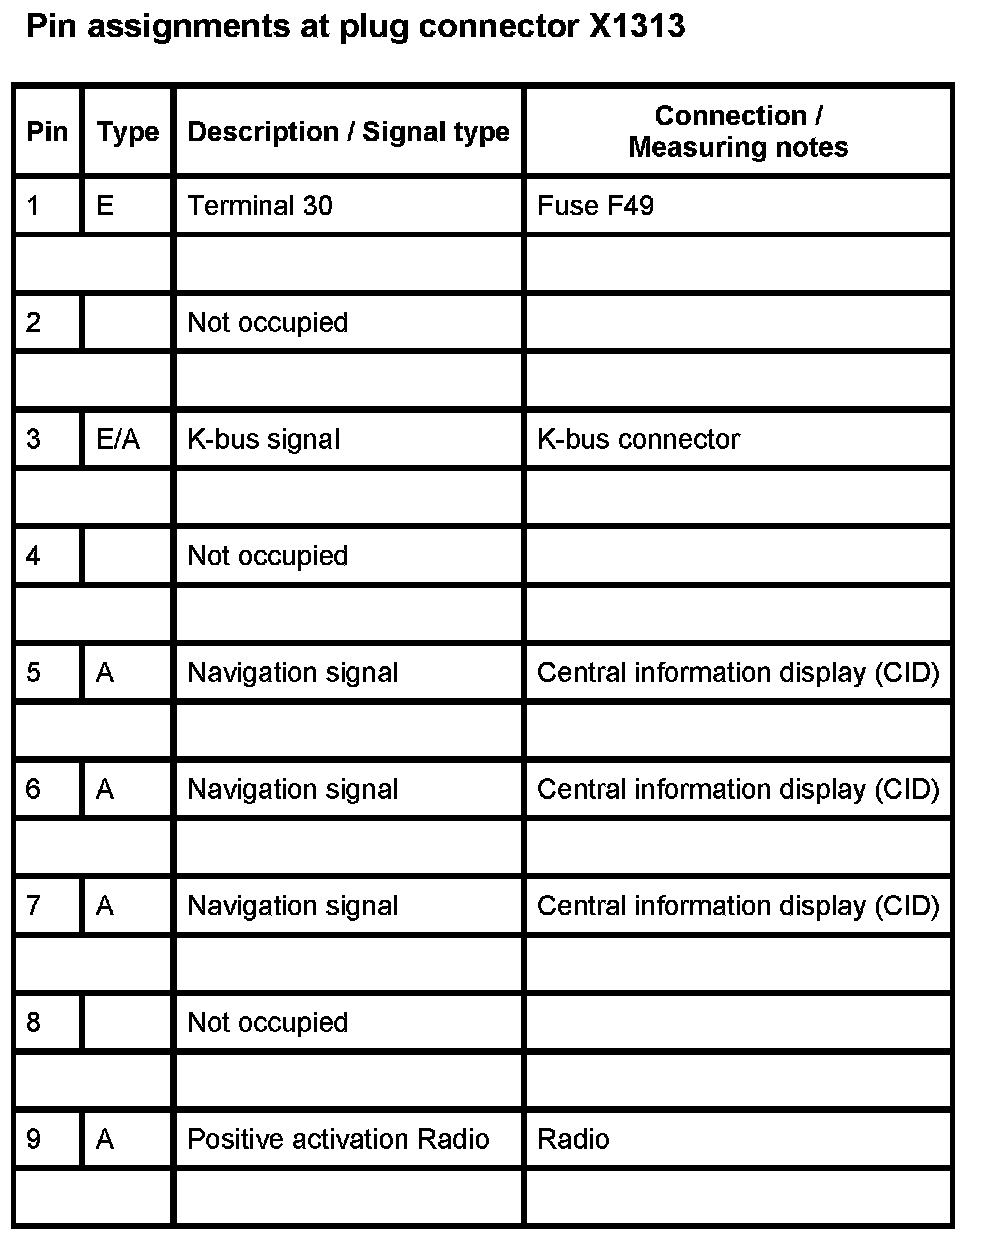 Pin assignments at plug connector X1313
Pin Type Description / Signal type Connection /
Measuring notes
1 E Terminal 30 Fuse F49
2 Not occupied
3 E/A K-bus signal K-bus connector
4 Not occupied
5 A Navigation signal Central information display (CID)
6 A Navigation signal Central information display (CID)
7 A Navigation signal Central information display (CID)
8 Not occupied
9 A Positive activation Radio Radio